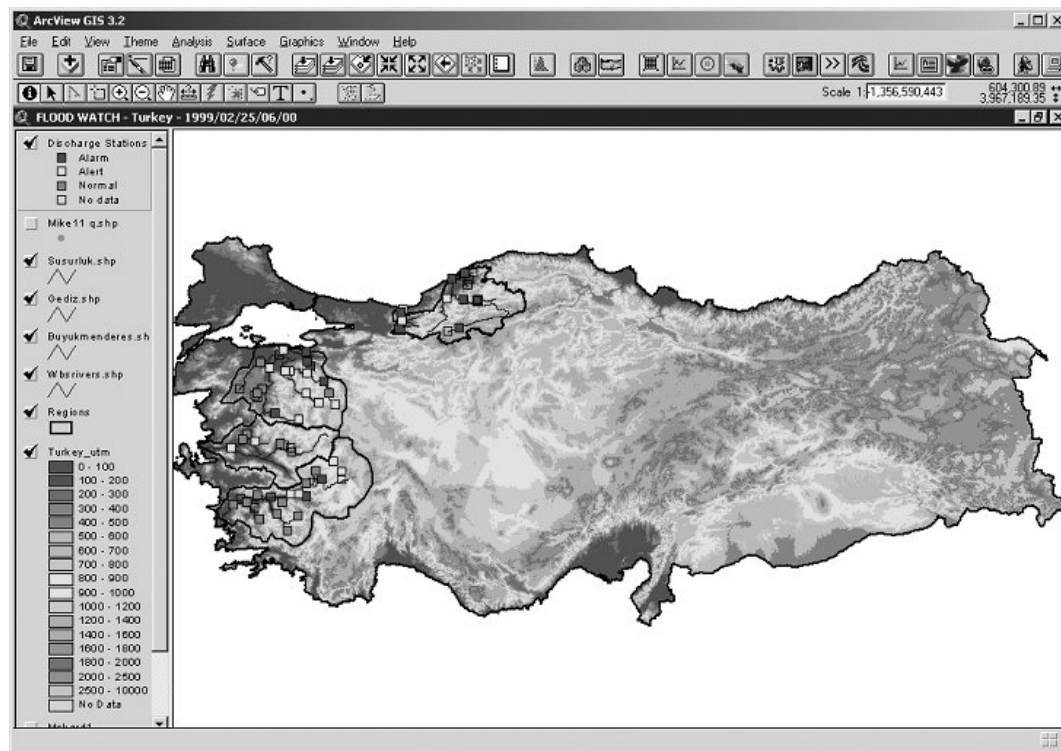 ArcView GIS 3.2
File Edit View Theme Analysis Surface Graphics Window Help
Scale 1: -1,356,590,443
604,300.89
3,967,189.35
FLOOD WATCH - Turkey - 1999/02/25/06/00
Discharge Stations
Alarm
Alert
Normal
No data
Mike11 q.shp
Susurluk.shp
Gediz.shp
Buyukmenderes.sh
Wbsrivers.shp
Regions
Turkey_utm
0 - 100
100 - 200
200 - 300
300 - 400
400 - 500
500 - 600
600 - 700
700 - 800
800 - 900
900 - 1000
1000 - 1200
1200 - 1400
1400 - 1600
1600 - 1800
1800 - 2000
2000 - 2500
2500 - 10000
No Data